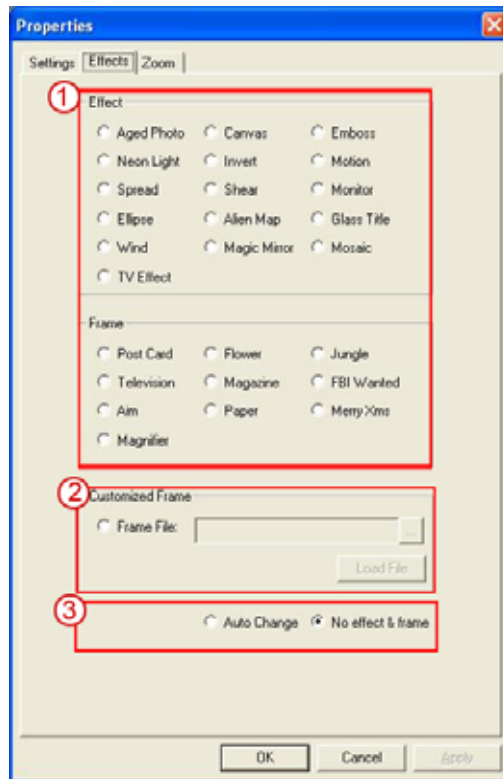 Properties
Settings Effects Zoom
1
Effect
Aged Photo Canvas Emboss
Neon Light Invert Motion
Spread Shear Monitor
Ellipse Alien Map Glass Title
Wind Magic Mirror Mosaic
TV Effect
Frame
Post Card Flower Jungle
Television Magazine FBI Wanted
Aim Paper Merry Xms
Magnifier
2
Customized Frame
Frame File: ...
Load File
3
Auto Change No effect & frame
OK Cancel Apply